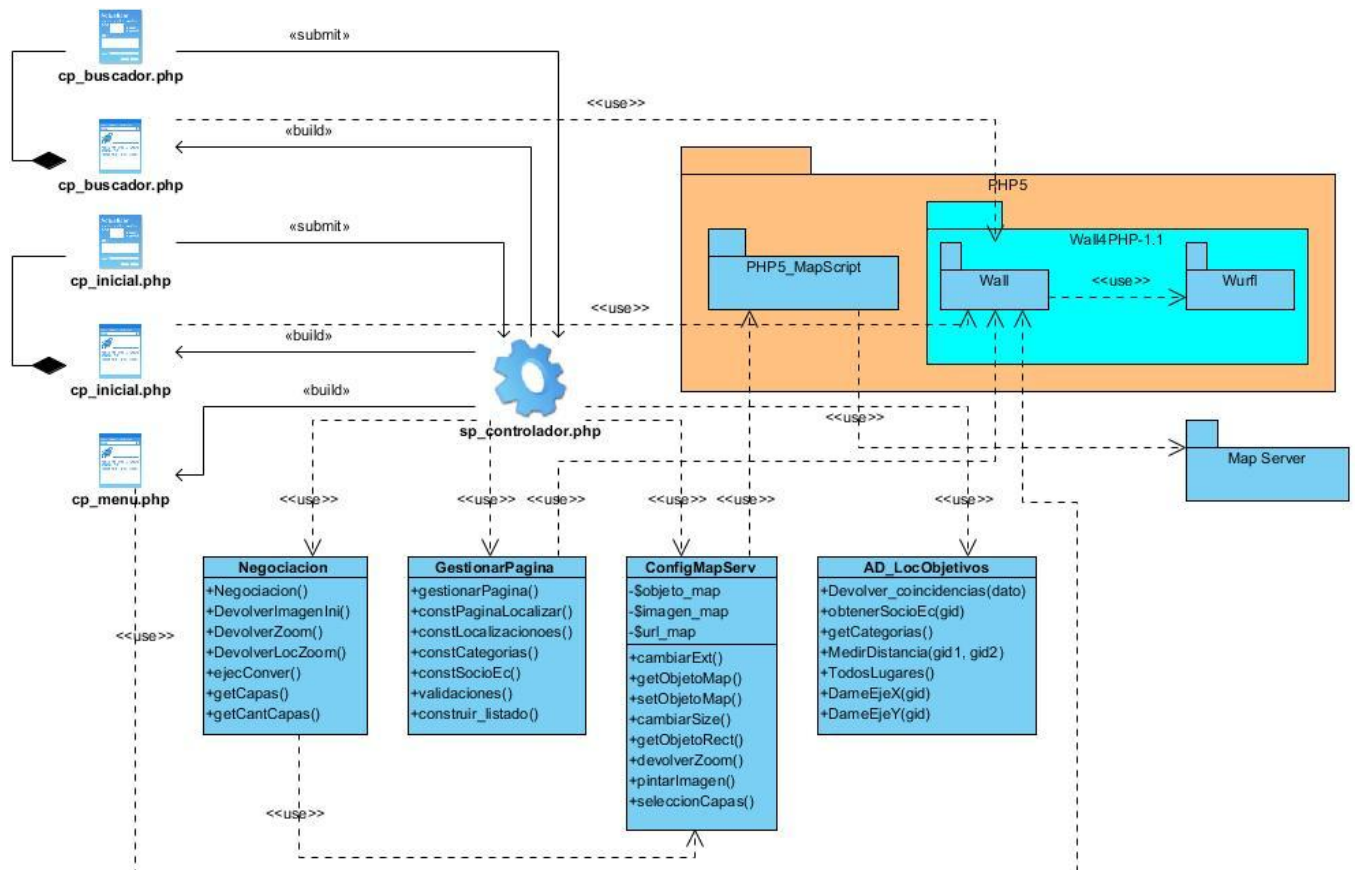 «submit»
cp_buscador.php
<<use>>
«build»
cp_buscador.php
PHP5
«submit»
Wall4PHP-1.1
PHP5_MapScript
Wall
<<use>>
Wurfl
cp_inicial.php
<<use>>
«build»
cp_inicial.php
«build»
sp_controlador.php
<<use>>
Map Server
cp_menu.php
<<use>>
<<use>>
<<use>>
<<use>>
<<use>>
<<use>>
<<use>>
Negociacion
+Negociacion()
+DevolverImagenIni()
+DevolverZoom()
+DevolverLocZoom()
+ejecConver()
+getCapas()
+getCantCapas()
GestionarPagina
+gestionarPagina()
+constPaginaLocalizar()
+constLocalizacionoes()
+constCategorias()
+constSocioEc()
+validaciones()
+construir_listado()
ConfigMapServ
-$objeto_map
-$imagen_map
-$url_map
+cambiarExt()
+getObjetoMap()
+setObjetoMap()
+cambiarSize()
+getObjetoRect()
+devolverZoom()
+pintarImagen()
+seleccionCapas()
AD_LocObjetivos
+Devolver_coincidencias(dato)
+obtenerSocioEc(gid)
+getCategorias()
+MedirDistancia(gid1, gid2)
+TodosLugares()
+DameEjeX(gid)
+DameEjeY(gid)
<<use>>